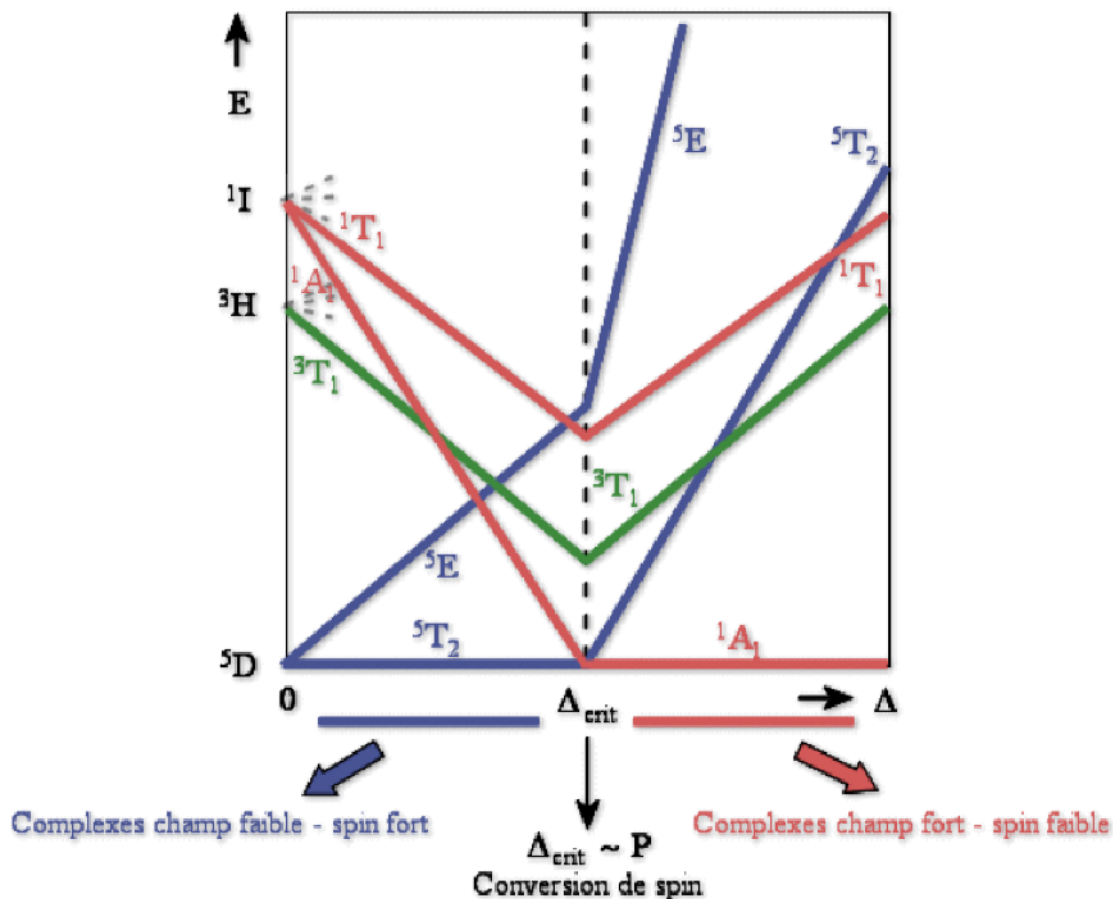 E
⁵E
⁵T₂
¹I
¹T₁
¹A₁
¹T₁
³H
³T₁
³T₁
⁵E
⁵T₂
¹A₁
⁵D
0
Δcrit
Δ
Complexes champ faible - spin fort
Complexes champ fort - spin faible
Δcrit ~ P
Conversion de spin